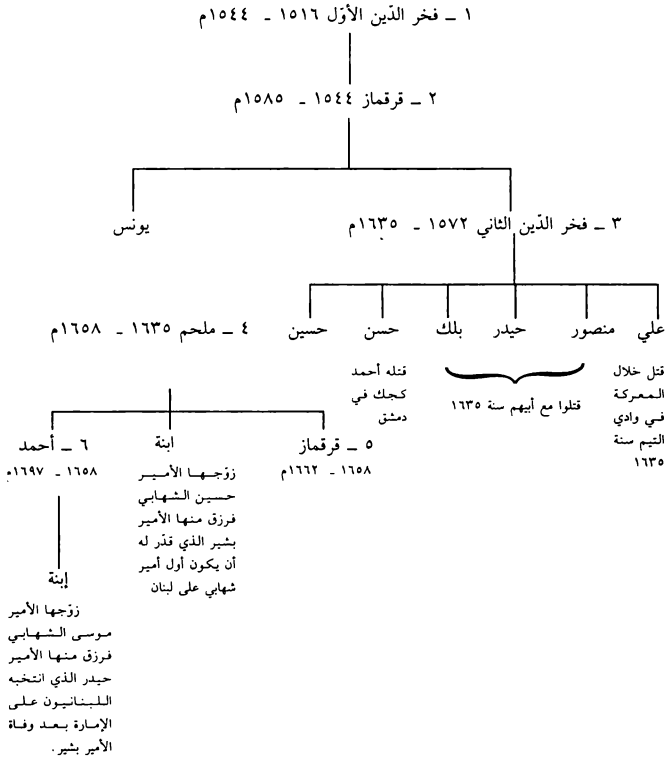 ١ ـ فخر الدّين الأوّل ١٥١٦ ـ ١٥٤٤م
٢ ـ قرقماز ١٥٤٤ ـ ١٥٨٥م
٣ ـ فخر الدّين الثاني ١٥٧٢ ـ ١٦٣٥م
يونس
علي
منصور
حيدر
بلك
حسن
حسين
٤ ـ ملحم ١٦٣٥ ـ ١٦٥٨م
قتل خلال
المعركة
في وادي
التيم سنة
١٦٣٥
قتلوا مع أبيهم سنة ١٦٣٥
قتله أحمد
كجك في
دمشق
٥ ـ قرقماز
١٦٥٨ ـ ١٦٦٢م
ابنة
زوّجها الأمير
حسين الشهابي
فرزق منها الأمير
بشير الذي قدّر له
أن يكون أول أمير
شهابي على لبنان
٦ ـ أحمد
١٦٥٨ ـ ١٦٩٧م
إبنة
زوّجها الأمير
موسى الشهابي
فرزق منها الأمير
حيدر الذي انتخبه
اللبنانيون على
الإمارة بعد وفاة
الأمير بشير.